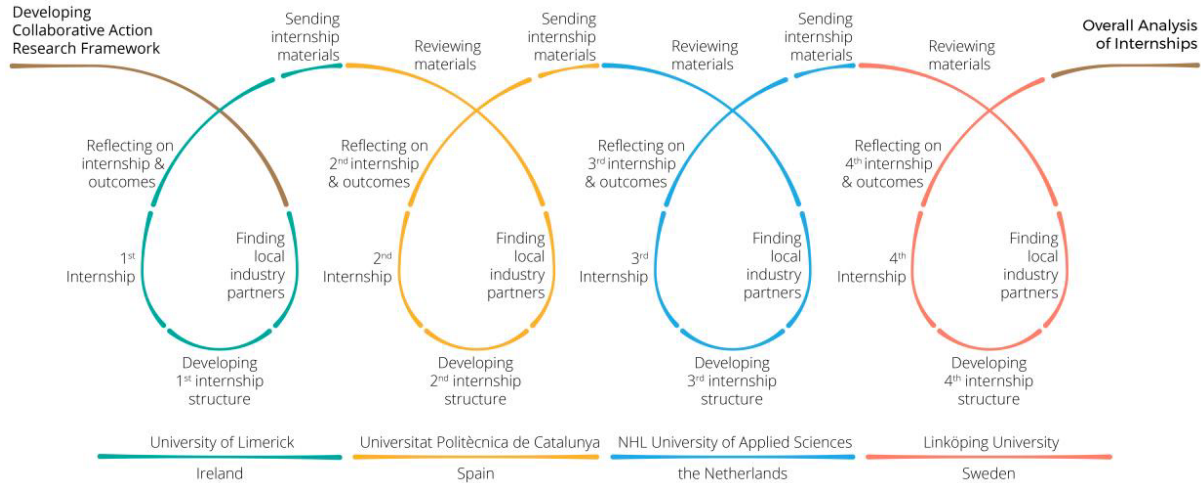 Developing
Collaborative Action
Research Framework
Sending
internship
materials
Reviewing
materials
Sending
internship
materials
Reviewing
materials
Sending
internship
materials
Reviewing
materials
Overall Analysis
of Internships
Reflecting on
internship &
outcomes
Reflecting on
2nd internship
& outcomes
Reflecting on
3rd internship
& outcomes
Reflecting on
4th internship
& outcomes
1st
Internship
Finding
local
industry
partners
2nd
Internship
Finding
local
industry
partners
3rd
Internship
Finding
local
industry
partners
4th
Internship
Finding
local
industry
partners
Developing
1st internship
structure
Developing
2nd internship
structure
Developing
3rd internship
structure
Developing
4th internship
structure
University of Limerick
Ireland
Universitat Politècnica de Catalunya
Spain
NHL University of Applied Sciences
the Netherlands
Linköping University
Sweden